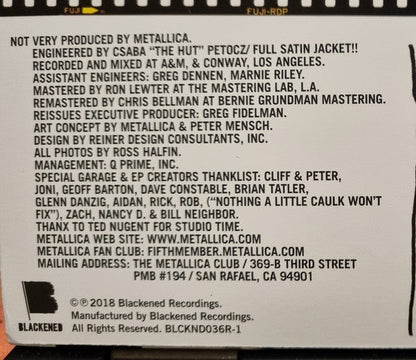 FUJI
FUJI-RDP
NOT VERY PRODUCED BY METALLICA.
ENGINEERED BY CSABA "THE HUT" PETOCZ/ FULL SATIN JACKET!!
RECORDED AND MIXED AT A&M, & CONWAY, LOS ANGELES.
ASSISTANT ENGINEERS: GREG DENNEN, MARNIE RILEY.
MASTERED BY RON LEWTER AT THE MASTERING LAB, L.A.
REMASTERED BY CHRIS BELLMAN AT BERNIE GRUNDMAN MASTERING.
REISSUES EXECUTIVE PRODUCER: GREG FIDELMAN.
ART CONCEPT BY METALLICA & PETER MENSCH.
DESIGN BY REINER DESIGN CONSULTANTS, INC.
ALL PHOTOS BY ROSS HALFIN.
MANAGEMENT: Q PRIME, INC.
SPECIAL GARAGE & EP CREATORS THANKLIST: CLIFF & PETER,
JONI, GEOFF BARTON, DAVE CONSTABLE, BRIAN TATLER,
GLENN DANZIG, AIDAN, RICK, ROB, ("NOTHING A LITTLE CAULK WON'T
FIX"), ZACH, NANCY D. & BILL NEIGHBOR.
THANX TO TED NUGENT FOR STUDIO TIME.
METALLICA WEB SITE: WWW.METALLICA.COM
METALLICA FAN CLUB: FIFTHMEMBER.METALLICA.COM
MAILING ADDRESS: THE METALLICA CLUB / 369-B THIRD STREET
PMB #194 / SAN RAFAEL, CA 94901
©℗ 2018 Blackened Recordings.
Manufactured by Blackened Recordings.
All Rights Reserved. BLCKND036R-1
BLACKENED